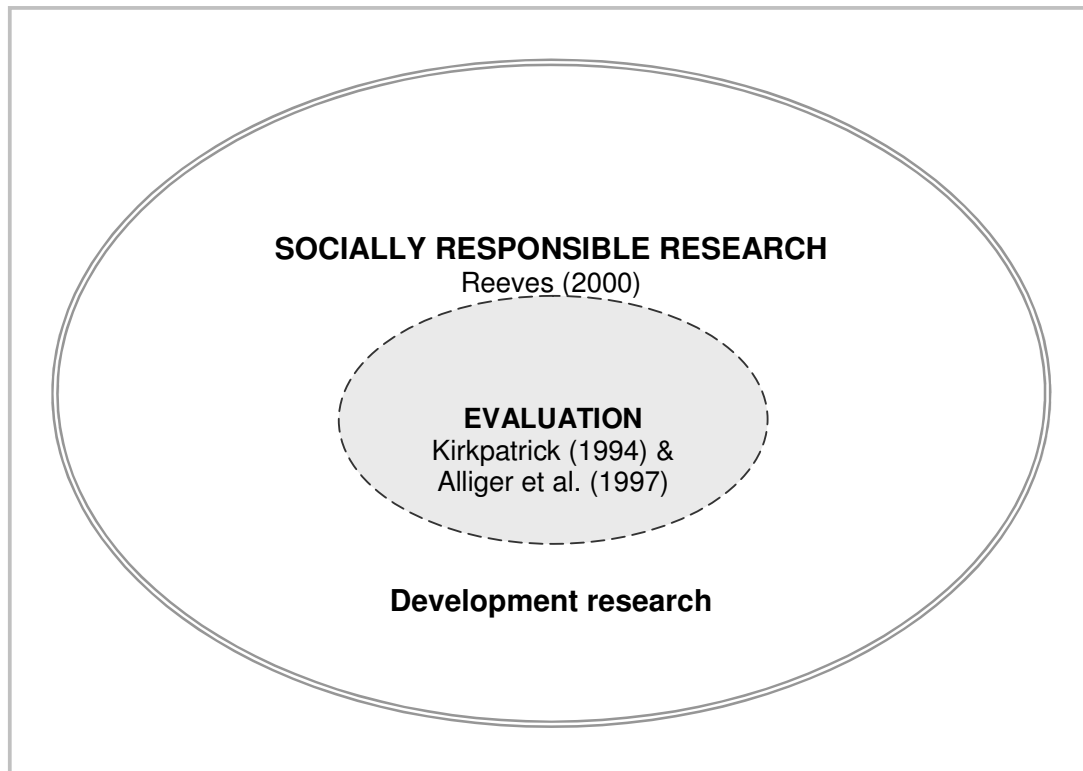 SOCIALLY RESPONSIBLE RESEARCH
Reeves (2000)
EVALUATION
Kirkpatrick (1994) &
Alliger et al. (1997)
Development research